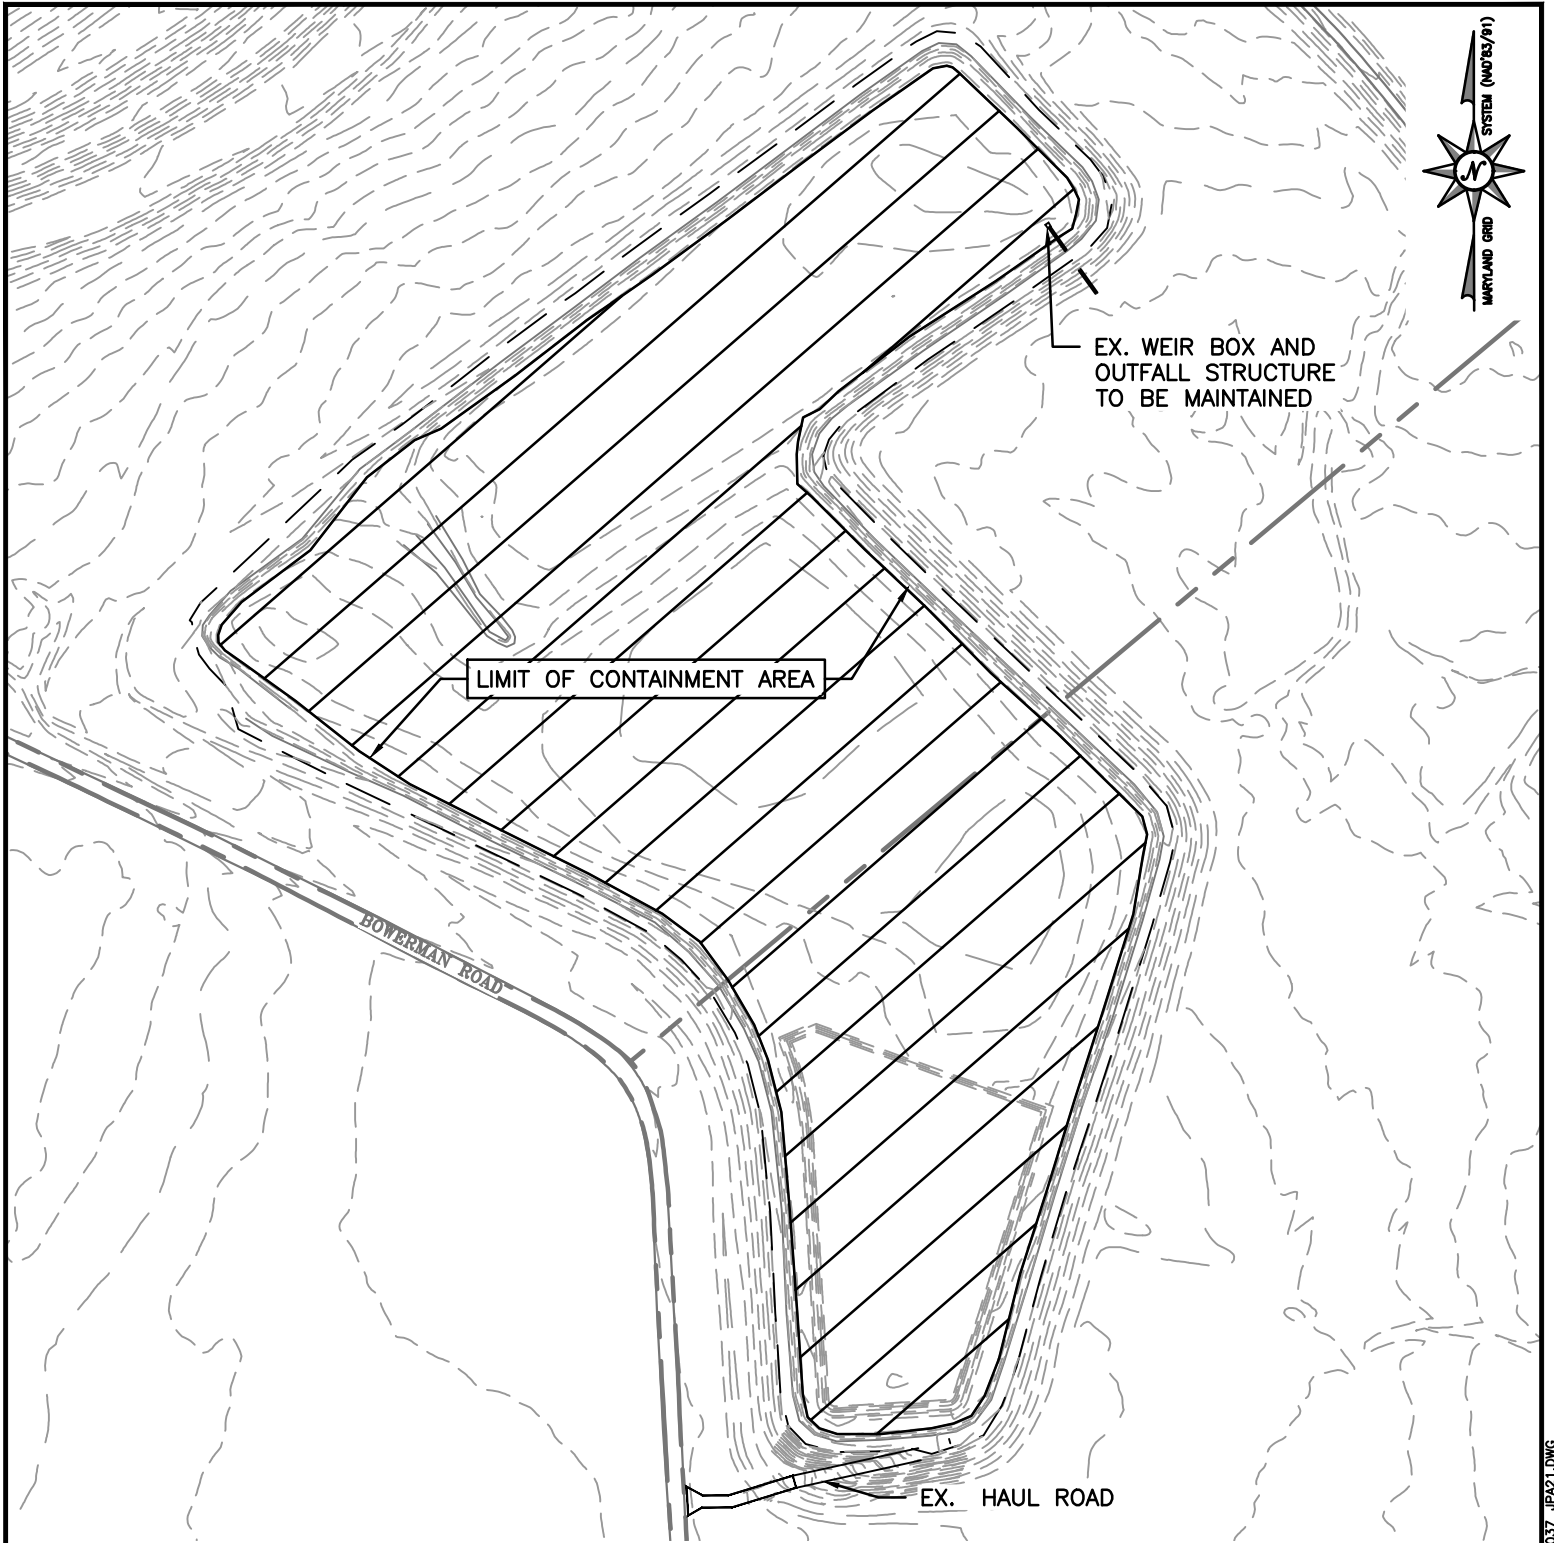 MARYLAND GRID SYSTEM (NAD'83/91)
N
EX. WEIR BOX AND
OUTFALL STRUCTURE
TO BE MAINTAINED
LIMIT OF CONTAINMENT AREA
BOWERMAN ROAD
EX. HAUL ROAD
037 JPA21.DWG